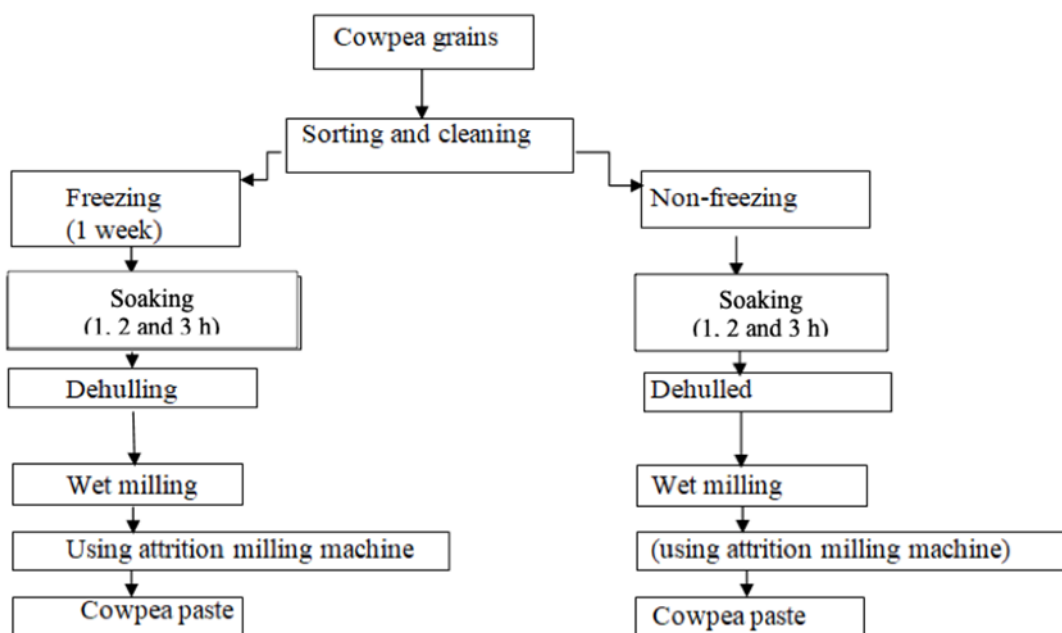 Cowpea grains
Sorting and cleaning
Freezing
(1 week)
Non-freezing
Soaking
(1. 2 and 3 h)
Soaking
(1. 2 and 3 h)
Dehulling
Dehulled
Wet milling
Wet milling
Using attrition milling machine
(using attrition milling machine)
Cowpea paste
Cowpea paste